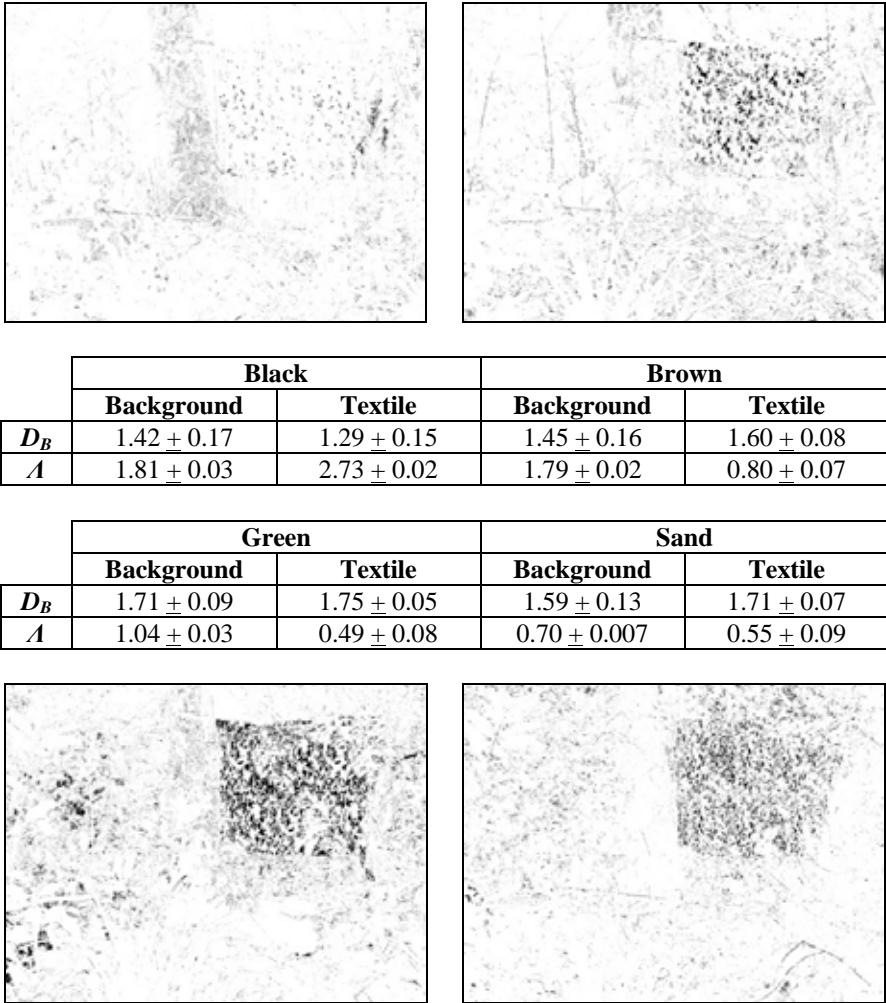 Black Brown
Background Textile Background Textile
D_B 1.42 ± 0.17 1.29 ± 0.15 1.45 ± 0.16 1.60 ± 0.08
Λ 1.81 ± 0.03 2.73 ± 0.02 1.79 ± 0.02 0.80 ± 0.07
Green Sand
Background Textile Background Textile
D_B 1.71 ± 0.09 1.75 ± 0.05 1.59 ± 0.13 1.71 ± 0.07
Λ 1.04 ± 0.03 0.49 ± 0.08 0.70 ± 0.007 0.55 ± 0.09